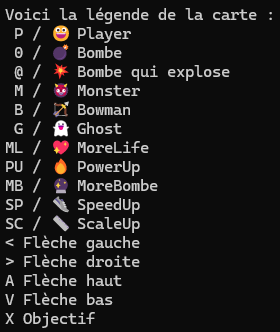 Voici la légende de la carte :
P / 😃 Player
0 / 💣 Bombe
@ / 💥 Bombe qui explose
M / 😈 Monster
B / 🏹 Bowman
G / 👻 Ghost
ML / 💖 MoreLife
PU / 🔥 PowerUp
MB / 🔮 MoreBombe
SP / 👟 SpeedUp
SC / 📏 ScaleUp
< Flèche gauche
> Flèche droite
A Flèche haut
V Flèche bas
X Objectif